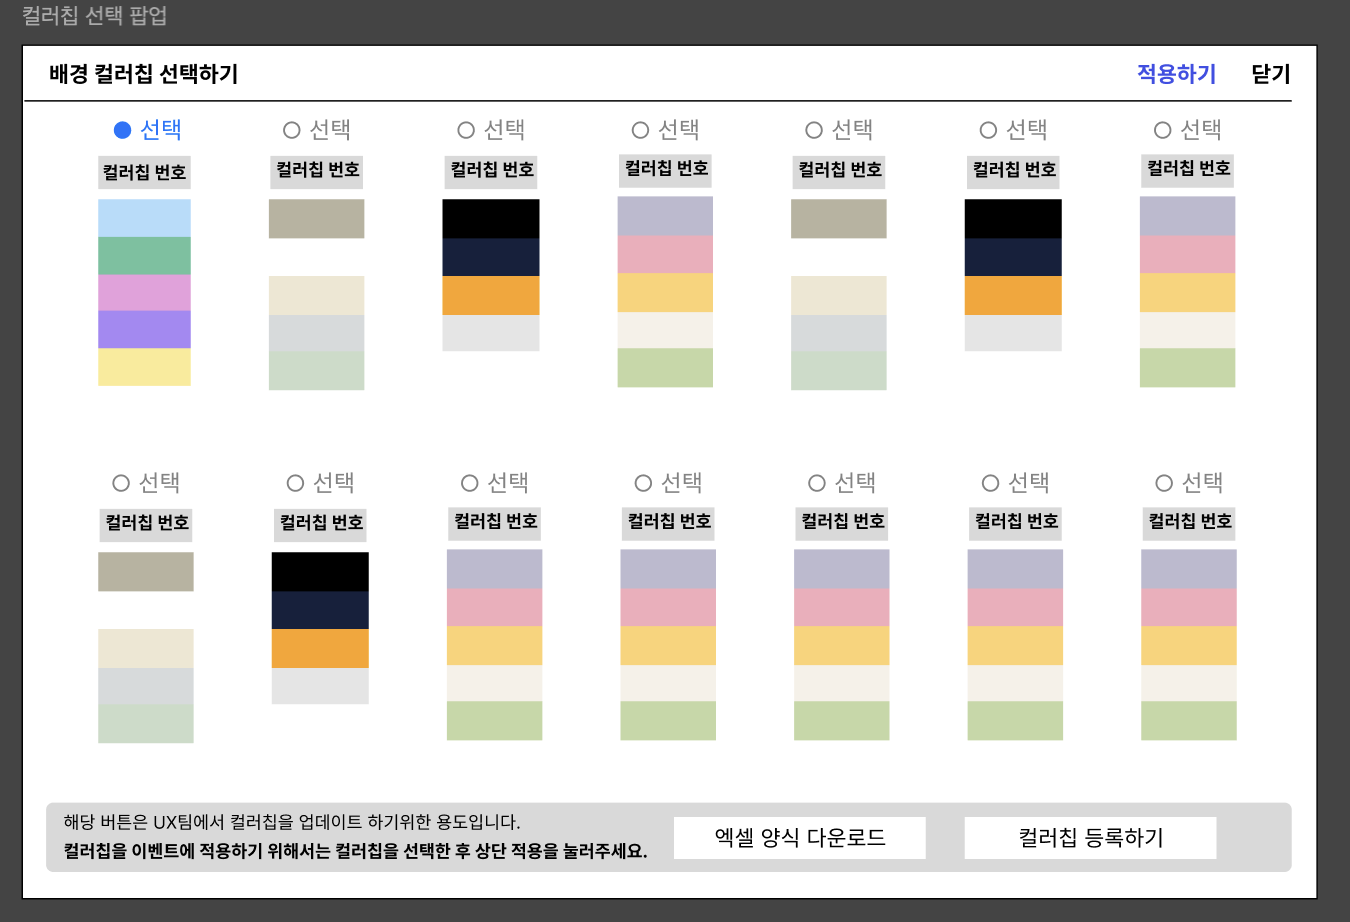 컬러칩 선택 팝업
배경 컬러칩 선택하기 적용하기 닫기
선택 선택 선택 선택 선택 선택 선택
컬러칩 번호 컬러칩 번호 컬러칩 번호 컬러칩 번호 컬러칩 번호 컬러칩 번호 컬러칩 번호
선택 선택 선택 선택 선택 선택 선택
컬러칩 번호 컬러칩 번호 컬러칩 번호 컬러칩 번호 컬러칩 번호 컬러칩 번호 컬러칩 번호
해당 버튼은 UX팀에서 컬러칩을 업데이트 하기위한 용도입니다.
컬러칩을 이벤트에 적용하기 위해서는 컬러칩을 선택한 후 상단 적용을 눌러주세요.
엑셀 양식 다운로드 컬러칩 등록하기